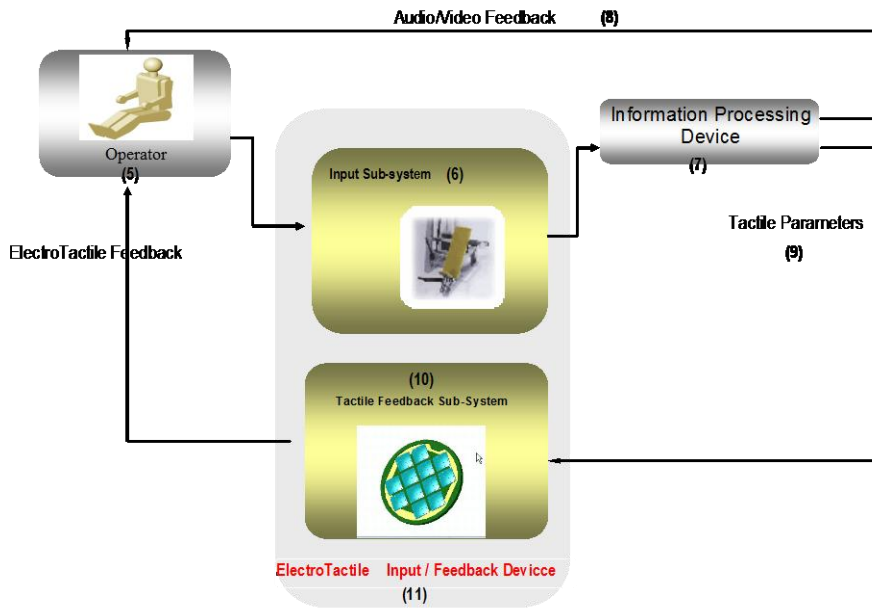 Audio/Video Feedback (8)
Operator
(5)
Input Sub-system (6)
Information Processing
Device
(7)
ElectroTactile Feedback
Tactile Parameters
(9)
(10)
Tactile Feedback Sub-System
ElectroTactile Input / Feedback Devicce
(11)